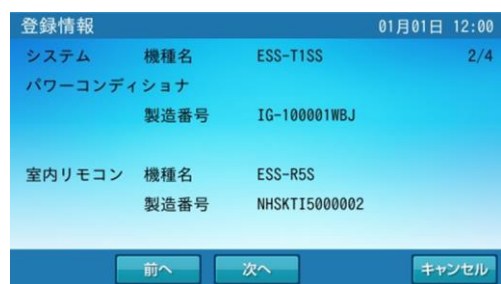 登録情報 01月01日 12:00
システム 機種名 ESS-T1SS 2/4
パワーコンディショナ
製造番号 IG-100001WBJ
室内リモコン 機種名 ESS-R5S
製造番号 NHSKTI5000002
前へ 次へ キャンセル